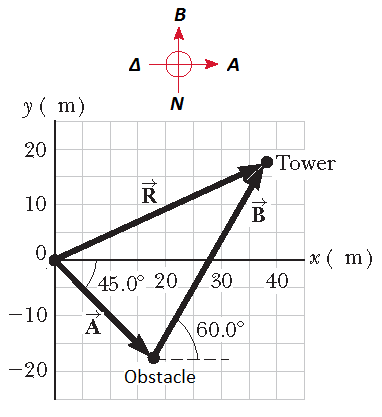 B
Δ A
N
y ( m)
20
Tower
R
10
B
0
x ( m)
45.0° 20 30 40
−10
A
60.0°
−20
Obstacle